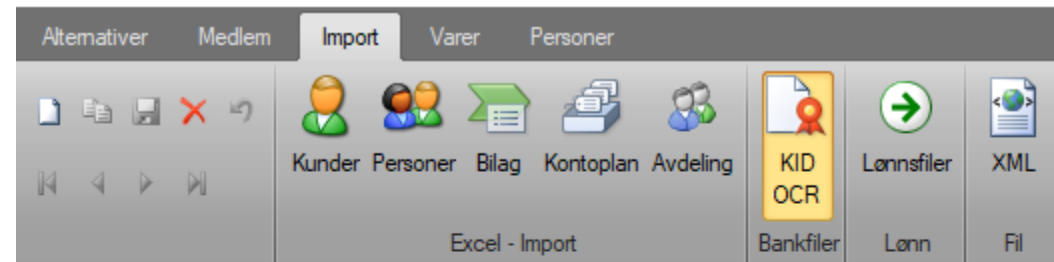 Alternativer Medlem Import Varer Personer
Kunder Personer Bilag Kontoplan Avdeling KID OCR Lønnsfiler XML
Excel - Import Bankfiler Lønn Fil